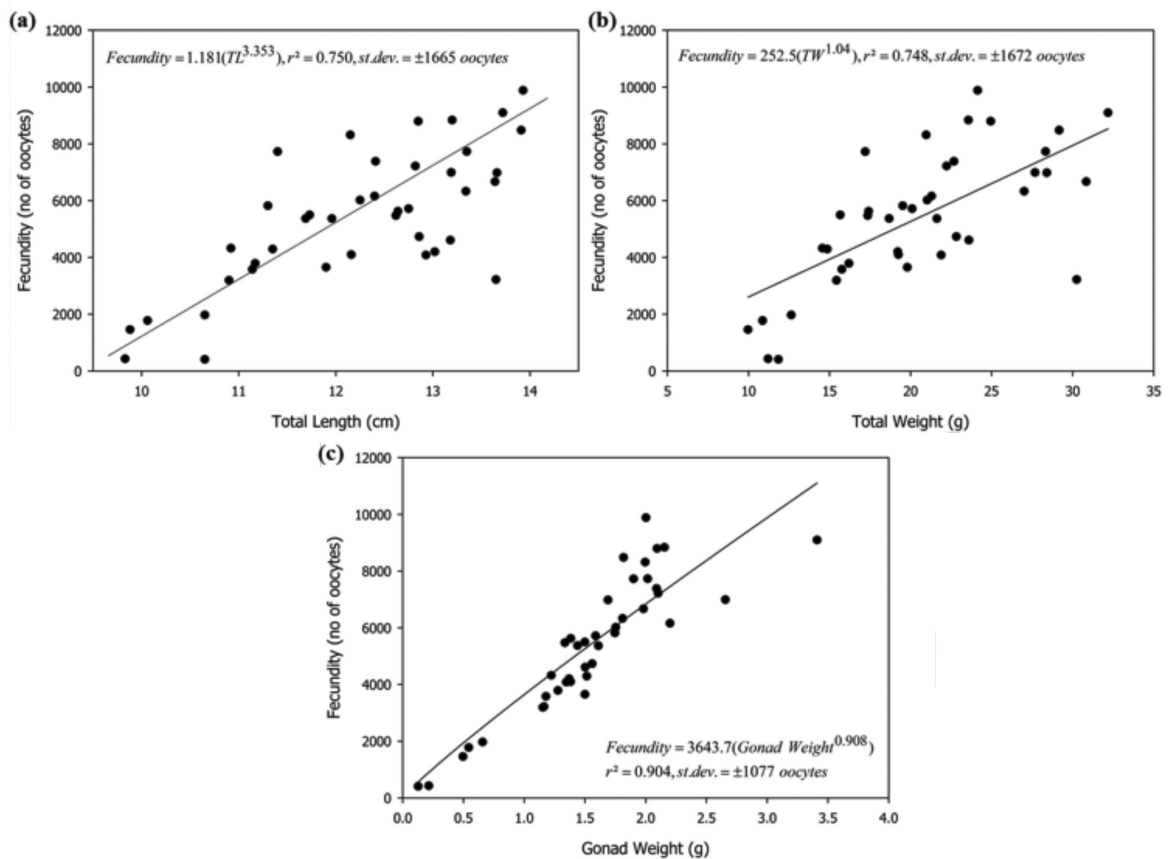 (a)
12000
10000
8000
6000
4000
2000
0
Fecundity (no of oocytes)
Fecundity = 1.181(TL^3.353), r² = 0.750, st.dev. = ±1665 oocytes
10 11 12 13 14
Total Length (cm)
(b)
12000
10000
8000
6000
4000
2000
0
Fecundity (no of oocytes)
Fecundity = 252.5(TW^1.04), r² = 0.748, st.dev. = ±1672 oocytes
5 10 15 20 25 30 35
Total Weight (g)
(c)
12000
10000
8000
6000
4000
2000
0
Fecundity (no of oocytes)
Fecundity = 3643.7(Gonad Weight^0.908)
r² = 0.904, st.dev. = ±1077 oocytes
0.0 0.5 1.0 1.5 2.0 2.5 3.0 3.5 4.0
Gonad Weight (g)